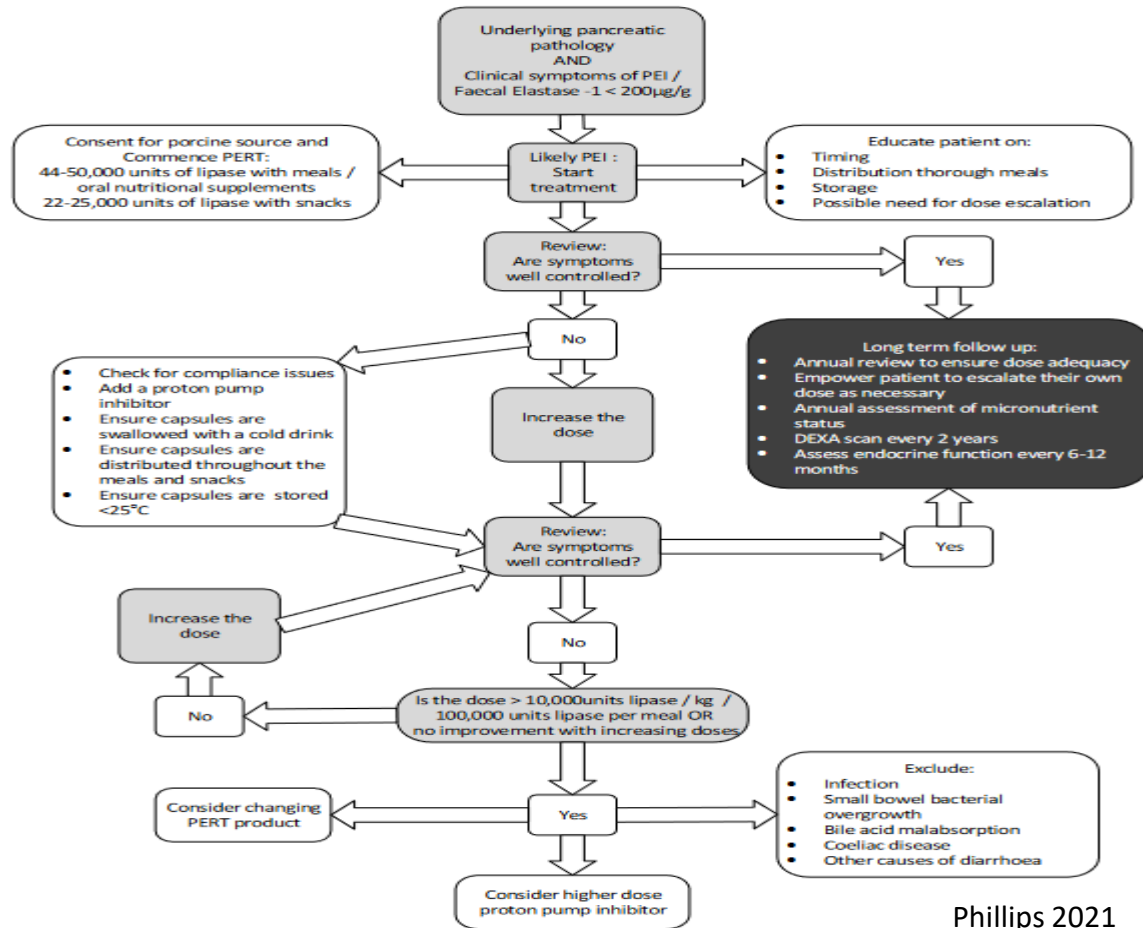 Underlying pancreatic
pathology
AND
Clinical symptoms of PEI /
Faecal Elastase -1 < 200µg/g
Consent for porcine source and
Commence PERT:
44-50,000 units of lipase with meals /
oral nutritional supplements
22-25,000 units of lipase with snacks
Likely PEI :
Start
treatment
Educate patient on:
• Timing
• Distribution thorough meals
• Storage
• Possible need for dose escalation
Review:
Are symptoms
well controlled?
Yes
No
• Check for compliance issues
• Add a proton pump
inhibitor
• Ensure capsules are
swallowed with a cold drink
• Ensure capsules are
distributed throughout the
meals and snacks
• Ensure capsules are stored
<25°C
Increase the
dose
Long term follow up:
• Annual review to ensure dose adequacy
• Empower patient to escalate their own
dose as necessary
• Annual assessment of micronutrient
status
• DEXA scan every 2 years
• Assess endocrine function every 6-12
months
Review:
Are symptoms
well controlled?
Yes
Increase the
dose
No
No
Is the dose > 10,000units lipase / kg /
100,000 units lipase per meal OR
no improvement with increasing doses
Consider changing
PERT product
Yes
Exclude:
• Infection
• Small bowel bacterial
overgrowth
• Bile acid malabsorption
• Coeliac disease
• Other causes of diarrhoea
Consider higher dose
proton pump inhibitor
Phillips 2021